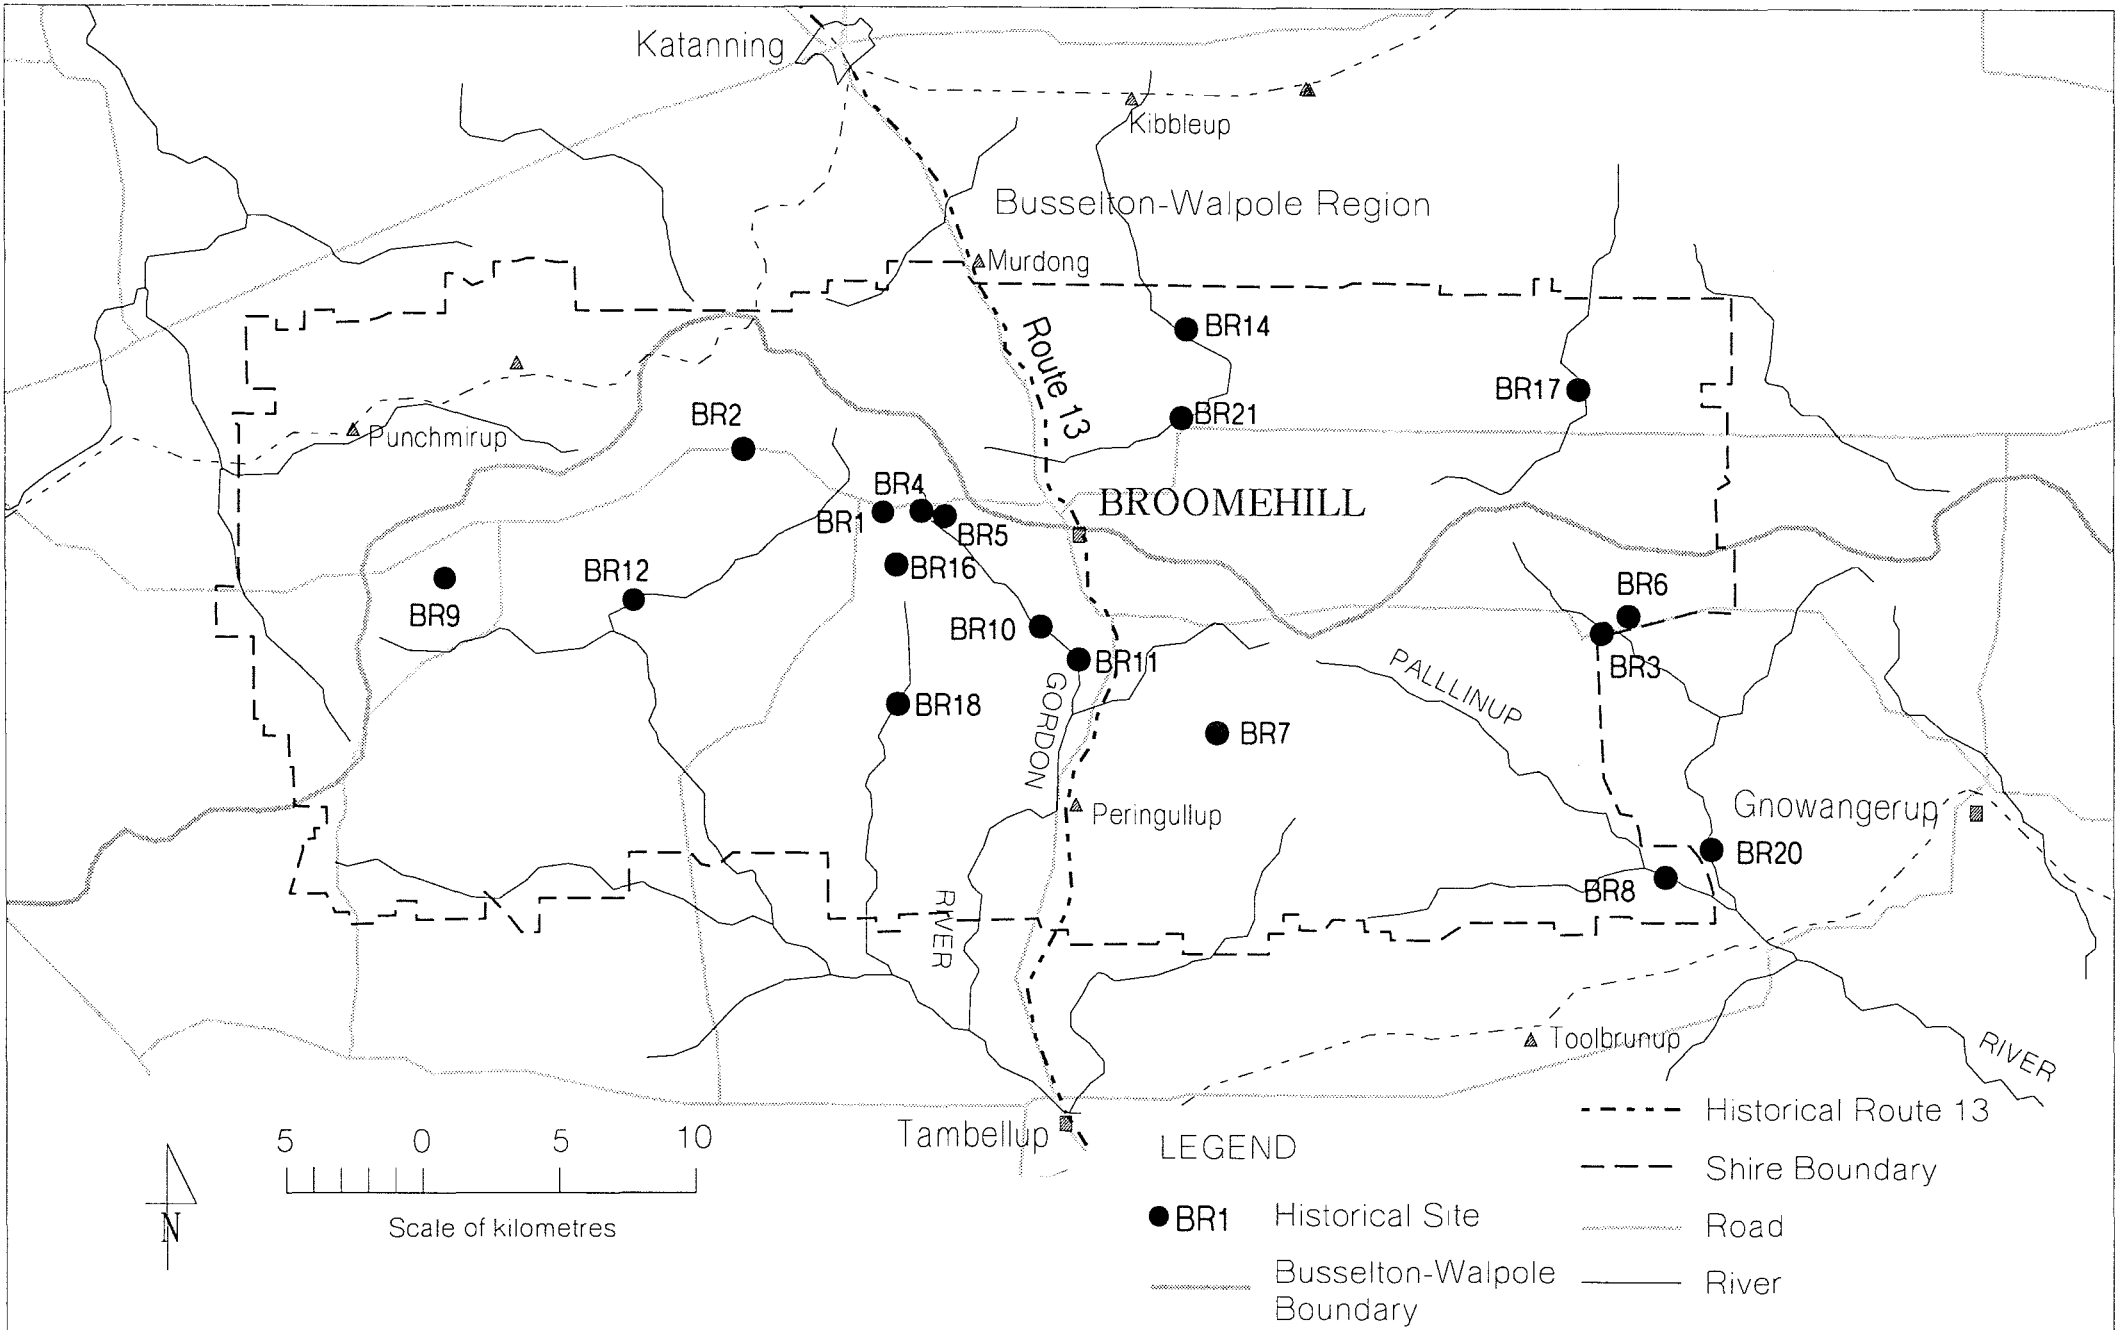 Katanning
Kibbleup
Busselton-Walpole Region
Murdong
Route 13
BR14
BR17
BR2
BR21
Punchmirup
BR4
BROOMEHILL
BR1
BR5
BR16
BR12
BR9
BR6
BR10
BR11
BR3
PALLLINUP
GORDON
BR18
BR7
Peringullup
Gnowangerup
BR20
BR8
RIVER
Toolbrunup
RIVER
Tambellup
5 0 5 10
Scale of kilometres
N
LEGEND
BR1 Historical Site
Busselton-Walpole
Boundary
Historical Route 13
Shire Boundary
Road
River